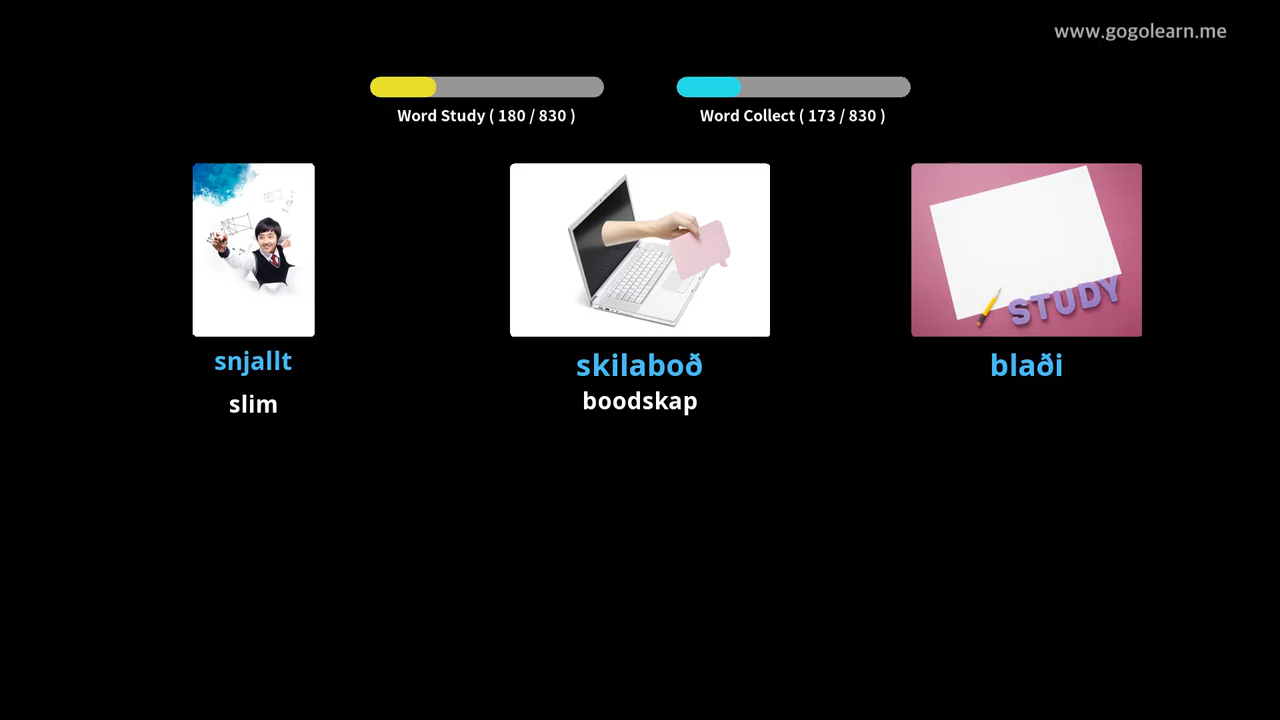 www.gogolearn.me
Word Study ( 180 / 830 )
Word Collect ( 173 / 830 )
STUDY
snjallt
skilaboð
blaði
slim
boodskap